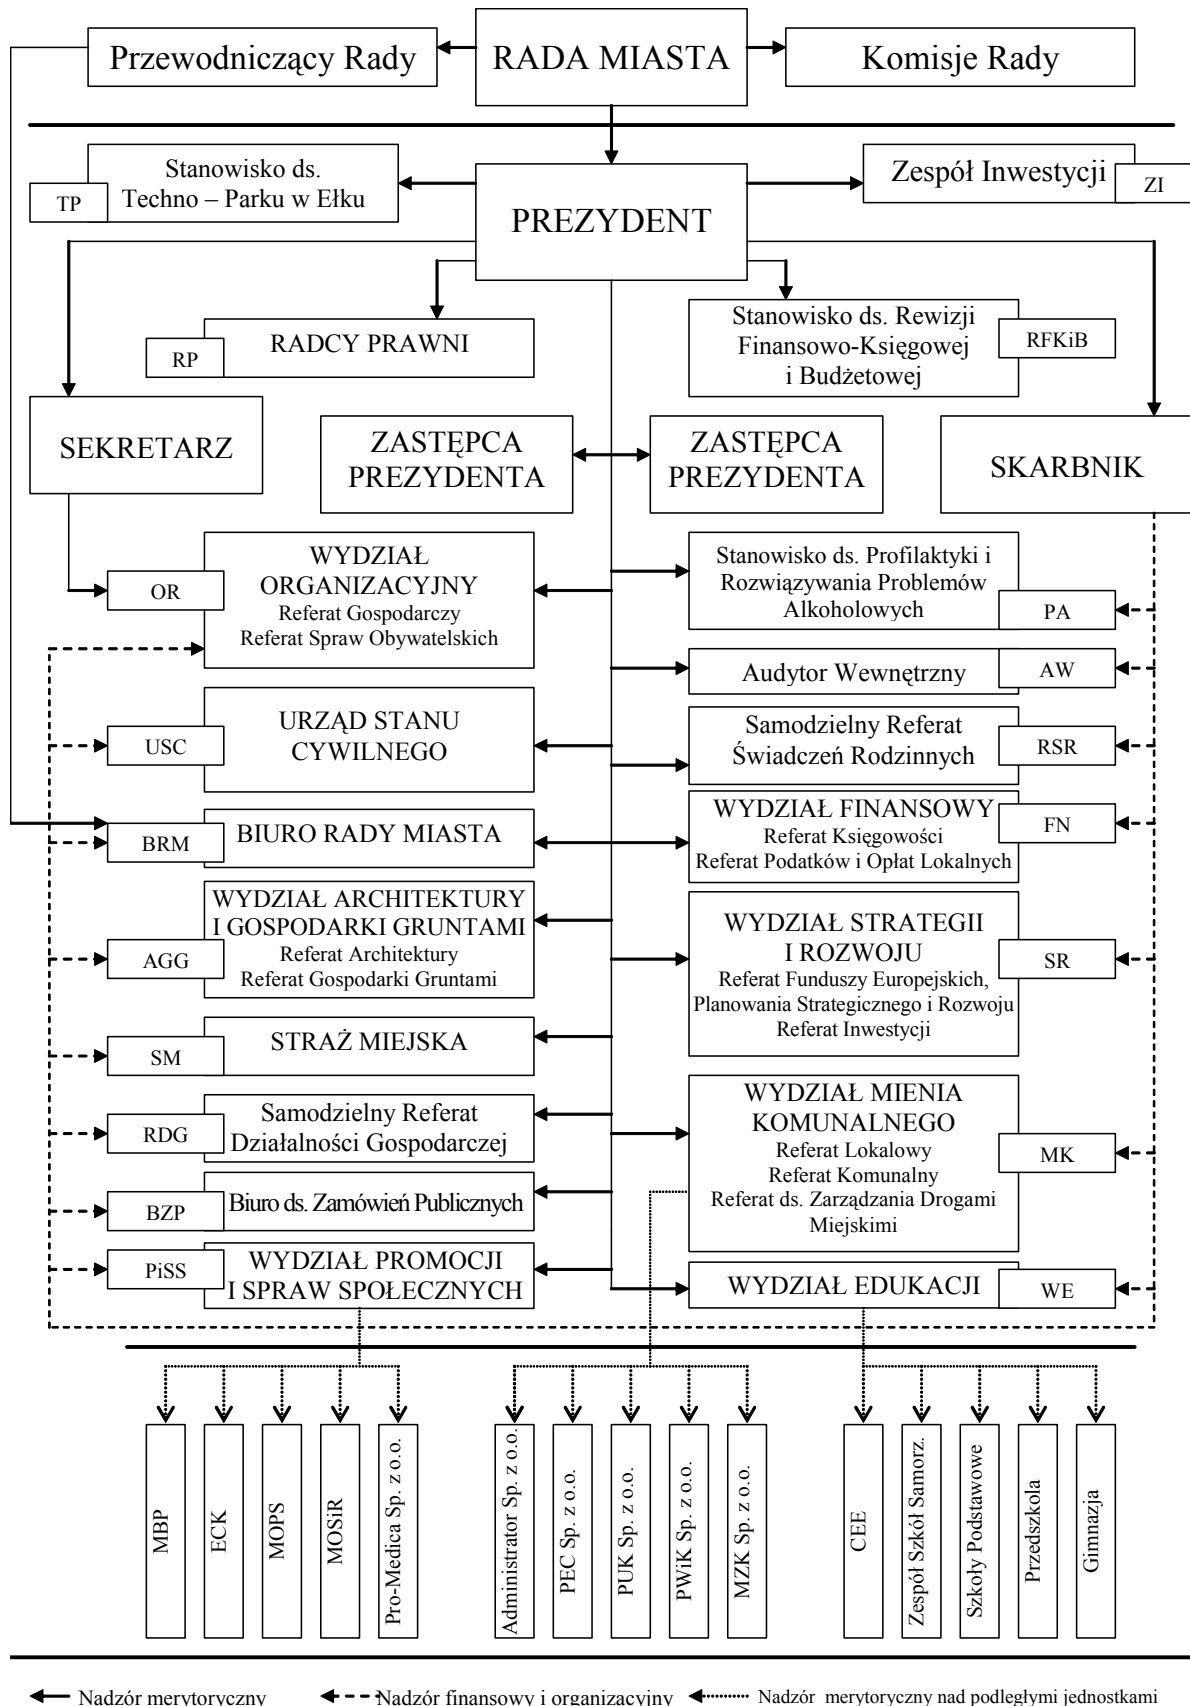 Przewodniczący Rady
RADA MIASTA
Komisje Rady
Stanowisko ds.
Techno – Parku w Ełku
TP
PREZYDENT
Zespół Inwestycji
ZI
RADCY PRAWNI
RP
Stanowisko ds. Rewizji
Finansowo-Księgowej
i Budżetowej
RFKiB
SEKRETARZ
ZASTĘPCA
PREZYDENTA
ZASTĘPCA
PREZYDENTA
SKARBNIK
OR
WYDZIAŁ
ORGANIZACYJNY
Referat Gospodarczy
Referat Spraw Obywatelskich
Stanowisko ds. Profilaktyki i
Rozwiązywania Problemów
Alkoholowych
PA
Audytor Wewnętrzny
AW
USC
URZĄD STANU
CYWILNEGO
Samodzielny Referat
Świadczeń Rodzinnych
RSR
BRM
BIURO RADY MIASTA
WYDZIAŁ FINANSOWY
Referat Księgowości
Referat Podatków i Opłat Lokalnych
FN
AGG
WYDZIAŁ ARCHITEKTURY
I GOSPODARKI GRUNTAMI
Referat Architektury
Referat Gospodarki Gruntami
WYDZIAŁ STRATEGII
I ROZWOJU
Referat Funduszy Europejskich,
Planowania Strategicznego i Rozwoju
Referat Inwestycji
SR
SM
STRAŻ MIEJSKA
RDG
Samodzielny Referat
Działalności Gospodarczej
WYDZIAŁ MIENIA
KOMUNALNEGO
Referat Lokalowy
Referat Komunalny
Referat ds. Zarządzania Drogami
Miejskimi
MK
BZP
Biuro ds. Zamówień Publicznych
PiSS
WYDZIAŁ PROMOCJI
I SPRAW SPOŁECZNYCH
WYDZIAŁ EDUKACJI
WE
MBP
ECK
MOPS
MOSiR
Pro-Medica Sp. z o.o.
Administrator Sp. z o.o.
PEC Sp. z o.o.
PUK Sp. z o.o.
PWiK Sp. z o.o.
MZK Sp. z o.o.
CEE
Zespół Szkół Samorz.
Szkoły Podstawowe
Przedszkola
Gimnazja
Nadzór merytoryczny
Nadzór finansowy i organizacyjny
Nadzór merytoryczny nad podległymi jednostkami